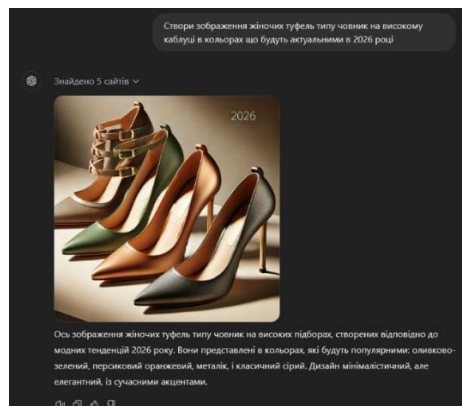 Створи зображення жіночих туфель типу човник на високому
каблуці в кольорах що будуть актуальними в 2026 році
Знайдено 5 сайтів
2026
Ось зображення жіночих туфель типу човник на високих підборах, створених відповідно до
модних тенденцій 2026 року. Вони представлені в кольорах, які будуть популярними: оливково-
зелений, персиковий оранжевий, металік, і класичний сірий. Дизайн мінімалістичний, але
елегантний, із сучасними акцентами.